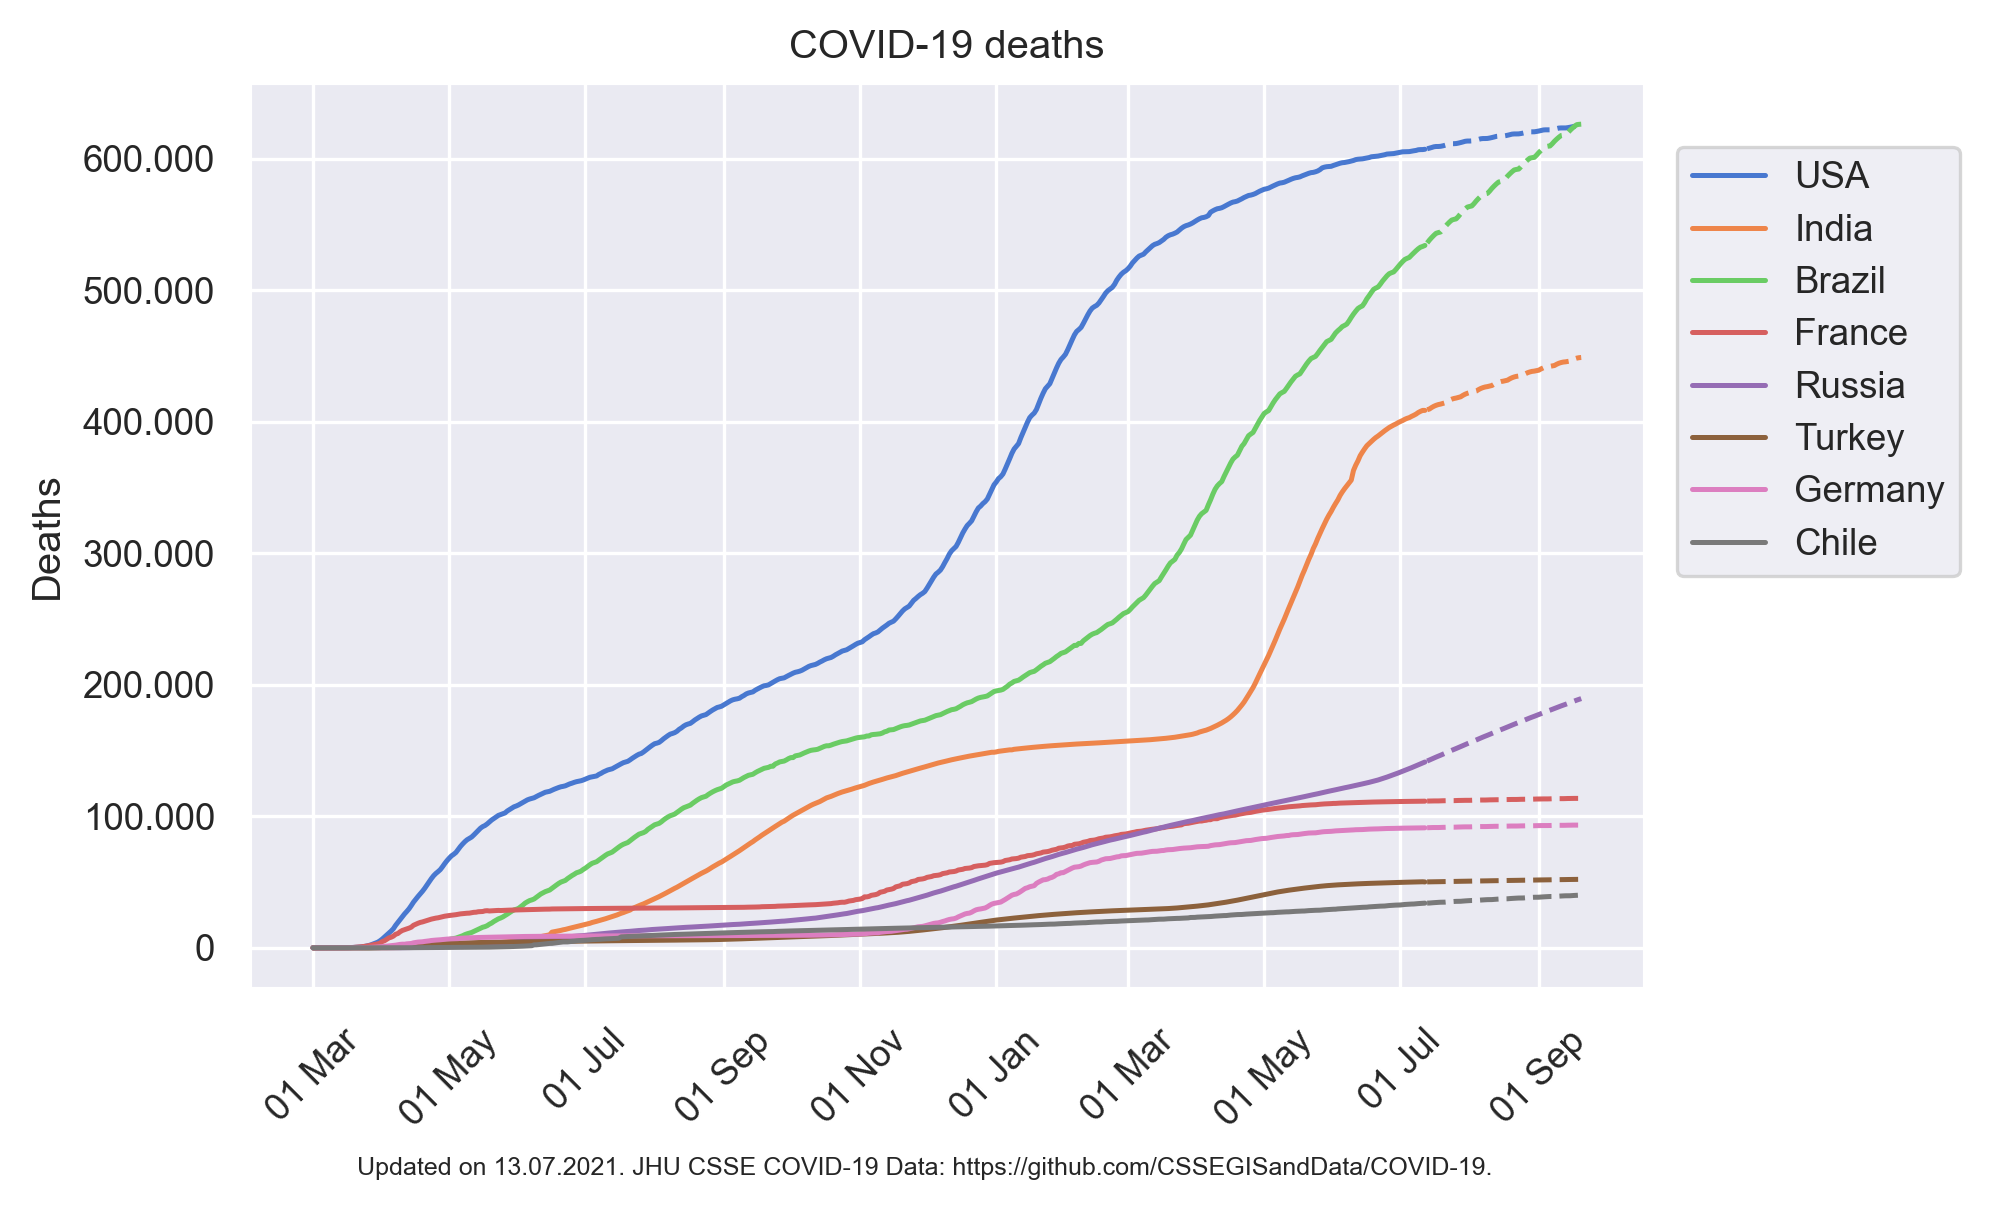 COVID-19 deaths
600.000
500.000
400.000
300.000
200.000
100.000
0
Deaths
01 Mar
01 May
01 Jul
01 Sep
01 Nov
01 Jan
01 Mar
01 May
01 Jul
01 Sep
USA
India
Brazil
France
Russia
Turkey
Germany
Chile
Updated on 13.07.2021. JHU CSSE COVID-19 Data: https://github.com/CSSEGISandData/COVID-19.